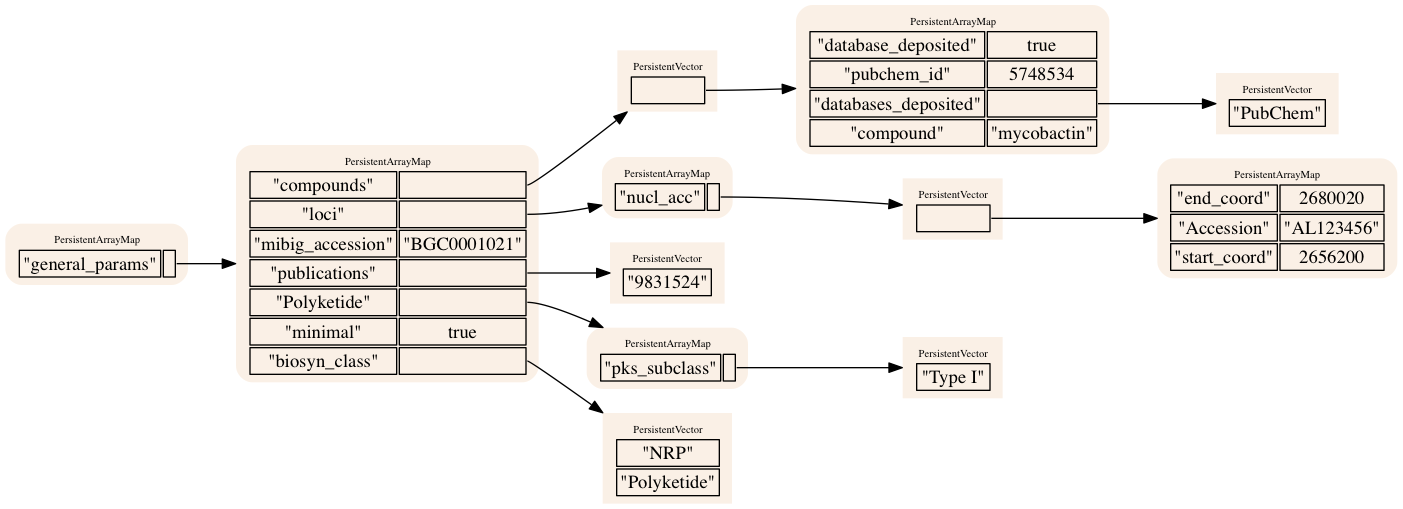 PersistentArrayMap
"general_params"
PersistentArrayMap
"compounds"
"loci"
"mibig_accession" "BGC0001021"
"publications"
"Polyketide"
"minimal" true
"biosyn_class"
PersistentVector
PersistentArrayMap
"database_deposited" true
"pubchem_id" 5748534
"databases_deposited"
"compound" "mycobactin"
PersistentVector
"PubChem"
PersistentArrayMap
"nucl_acc"
PersistentVector
PersistentArrayMap
"end_coord" 2680020
"Accession" "AL123456"
"start_coord" 2656200
PersistentVector
"9831524"
PersistentArrayMap
"pks_subclass"
PersistentVector
"Type I"
PersistentVector
"NRP"
"Polyketide"